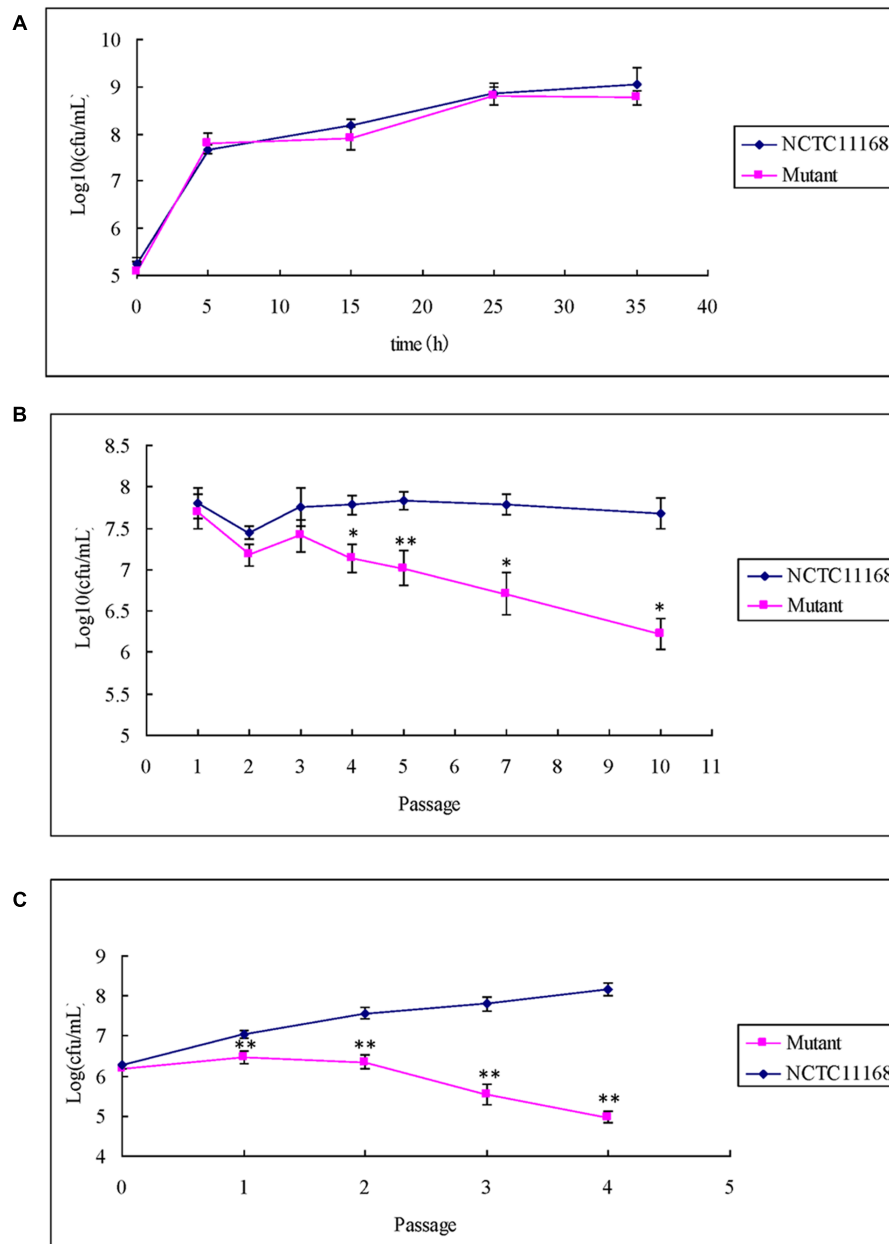 A
10
9
8
7
6
5
Log10(cfu/mL)
0 5 10 15 20 25 30 35 40
time (h)
NCTC11168
Mutant
B
8.5
8
7.5
7
6.5
6
5.5
5
Log10(cfu/mL)
* ** * *
0 1 2 3 4 5 6 7 8 9 10 11
Passage
NCTC11168
Mutant
C
9
8
7
6
5
4
Log(cfu/mL)
** ** ** **
0 1 2 3 4 5
Passage
Mutant
NCTC11168